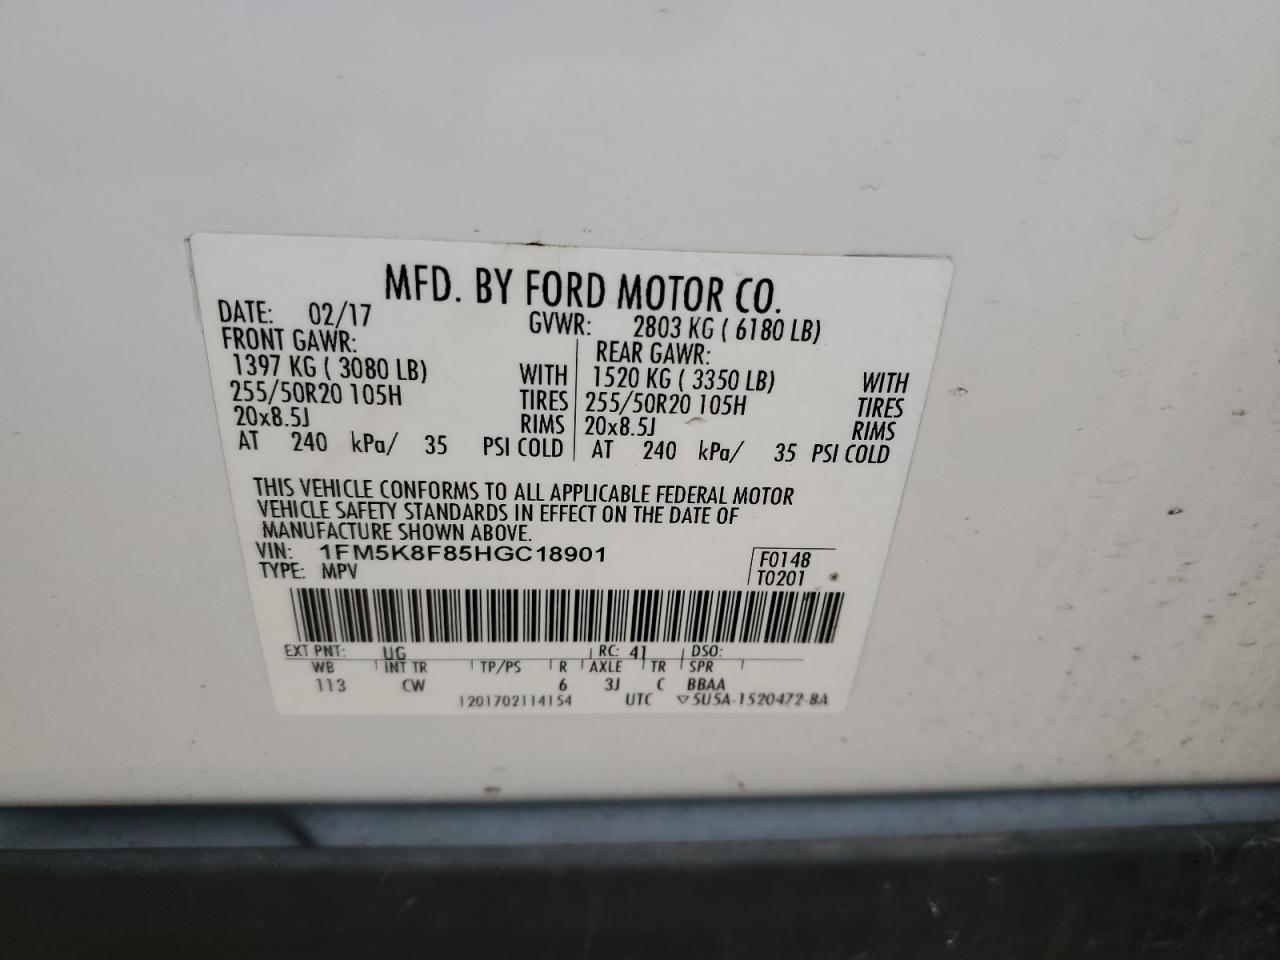 MFD. BY FORD MOTOR CO.
DATE: 02/17 GVWR: 2803 KG ( 6180 LB)
FRONT GAWR: REAR GAWR:
1397 KG ( 3080 LB) WITH 1520 KG ( 3350 LB) WITH
255/50R20 105H TIRES 255/50R20 105H TIRES
20x8.5J RIMS 20x8.5J RIMS
AT 240 kPa/ 35 PSI COLD AT 240 kPa/ 35 PSI COLD
THIS VEHICLE CONFORMS TO ALL APPLICABLE FEDERAL MOTOR
VEHICLE SAFETY STANDARDS IN EFFECT ON THE DATE OF
MANUFACTURE SHOWN ABOVE.
VIN: 1FM5K8F85HGC18901 F0148
TYPE: MPV T0201
EXT PNT: UG RC: 41 DSO:
WB INT TR TP/PS R AXLE TR SPR
113 CW 6 3J C BBAA
1201702114154 UTC ▽5U5A-1520472-BA